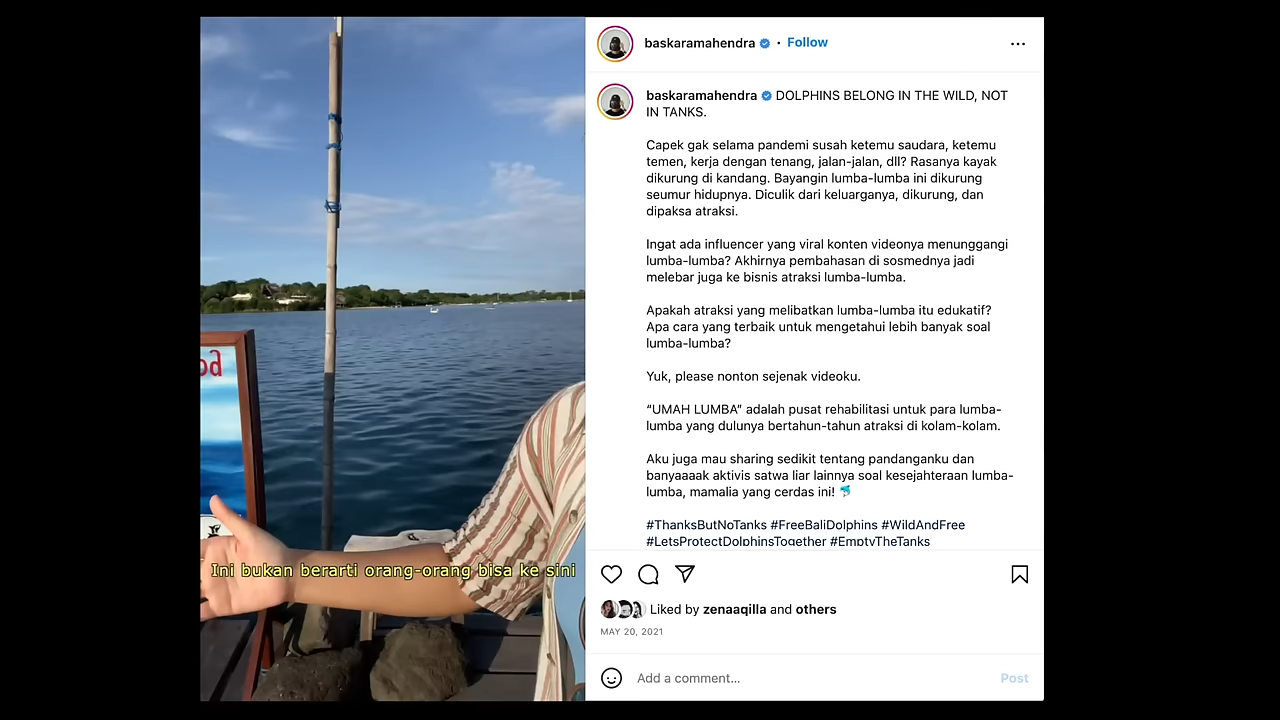 od
Ini bukan berarti orang-orang bisa ke sini
baskaramahendra • Follow
baskaramahendra DOLPHINS BELONG IN THE WILD, NOT
IN TANKS.
Capek gak selama pandemi susah ketemu saudara, ketemu
temen, kerja dengan tenang, jalan-jalan, dll? Rasanya kayak
dikurung di kandang. Bayangin lumba-lumba ini dikurung
seumur hidupnya. Diculik dari keluarganya, dikurung, dan
dipaksa atraksi.
Ingat ada influencer yang viral konten videonya menunggangi
lumba-lumba? Akhirnya pembahasan di sosmednya jadi
melebar juga ke bisnis atraksi lumba-lumba.
Apakah atraksi yang melibatkan lumba-lumba itu edukatif?
Apa cara yang terbaik untuk mengetahui lebih banyak soal
lumba-lumba?
Yuk, please nonton sejenak videoku.
“UMAH LUMBA” adalah pusat rehabilitasi untuk para lumba-
lumba yang dulunya bertahun-tahun atraksi di kolam-kolam.
Aku juga mau sharing sedikit tentang pandanganku dan
banyaaaak aktivis satwa liar lainnya soal kesejahteraan lumba-
lumba, mamalia yang cerdas ini! 🐬
#ThanksButNoTanks #FreeBaliDolphins #WildAndFree
#LetsProtectDolphinsTogether #EmptyTheTanks
Liked by zenaaqilla and others
MAY 20, 2021
Add a comment...
Post